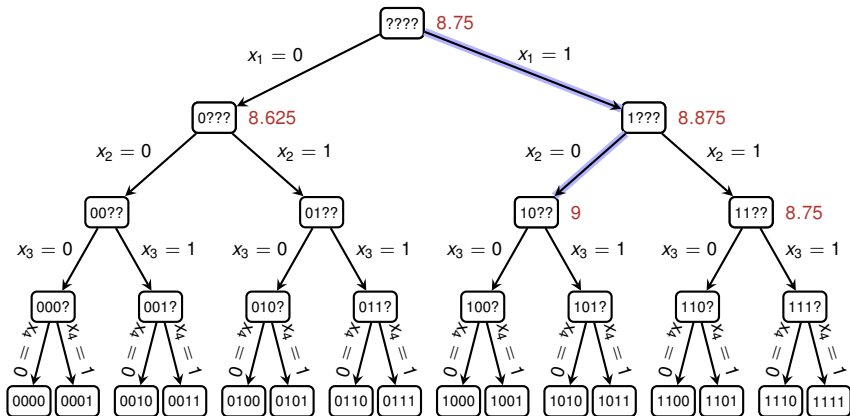 ???? 8.75
x₁ = 0 x₁ = 1
0??? 8.625 1??? 8.875
x₂ = 0 x₂ = 1 x₂ = 0 x₂ = 1
00?? 01?? 10?? 9 11?? 8.75
x₃ = 0 x₃ = 1 x₃ = 0 x₃ = 1 x₃ = 0 x₃ = 1 x₃ = 0 x₃ = 1
000? 001? 010? 011? 100? 101? 110? 111?
x₄ = 0 x₄ = 1 x₄ = 0 x₄ = 1 x₄ = 0 x₄ = 1 x₄ = 0 x₄ = 1 x₄ = 0 x₄ = 1 x₄ = 0 x₄ = 1 x₄ = 0 x₄ = 1 x₄ = 0 x₄ = 1
0000 0001 0010 0011 0100 0101 0110 0111 1000 1001 1010 1011 1100 1101 1110 1111